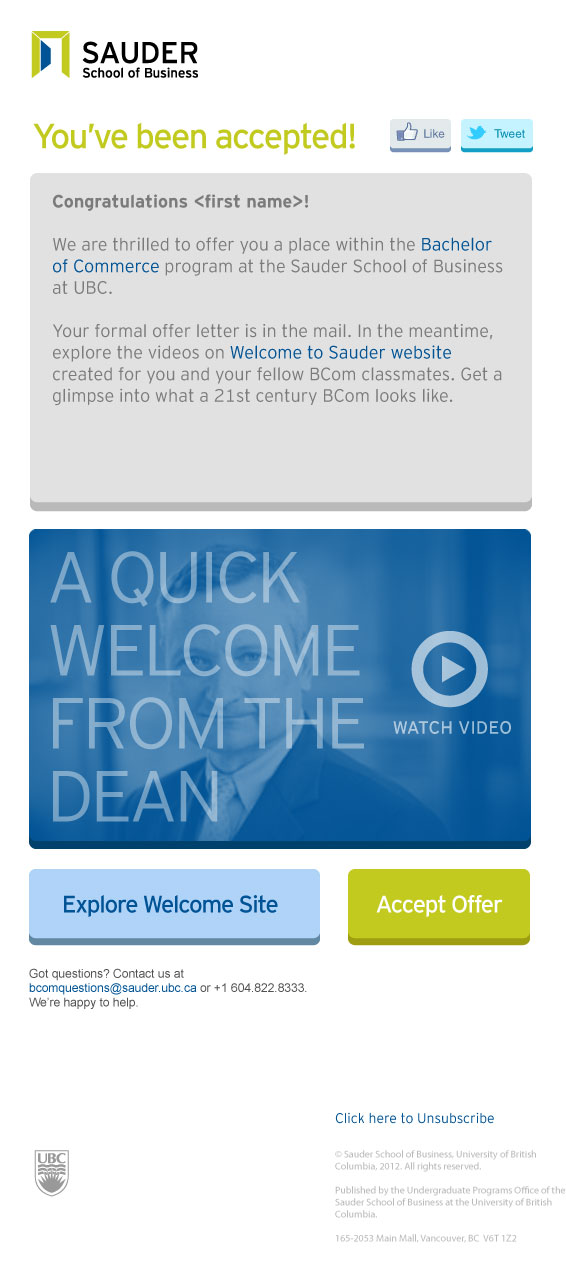 SAUDER
School of Business
You've been accepted!
Like
Tweet
Congratulations <first name>!
We are thrilled to offer you a place within the Bachelor
of Commerce program at the Sauder School of Business
at UBC.
Your formal offer letter is in the mail. In the meantime,
explore the videos on Welcome to Sauder website
created for you and your fellow BCom classmates. Get a
glimpse into what a 21st century BCom looks like.
A QUICK
WELCOME
FROM THE
DEAN
WATCH VIDEO
Explore Welcome Site
Accept Offer
Got questions? Contact us at
bcomquestions@sauder.ubc.ca or +1 604.822.8333.
We're happy to help.
Click here to Unsubscribe
UBC
© Sauder School of Business, University of British
Columbia, 2012. All rights reserved.
Published by the Undergraduate Programs Office of the
Sauder School of Business at the University of British
Columbia.
165-2053 Main Mall, Vancouver, BC  V6T 1Z2